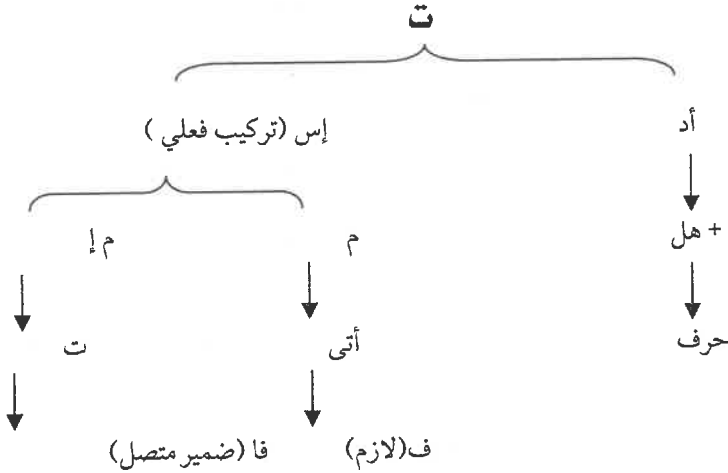 ت
أد
إس (تركيب فعلي )
+ هل
م
م إ
حرف
أتى
ت
ف(لازم)
فا (ضمير متصل)